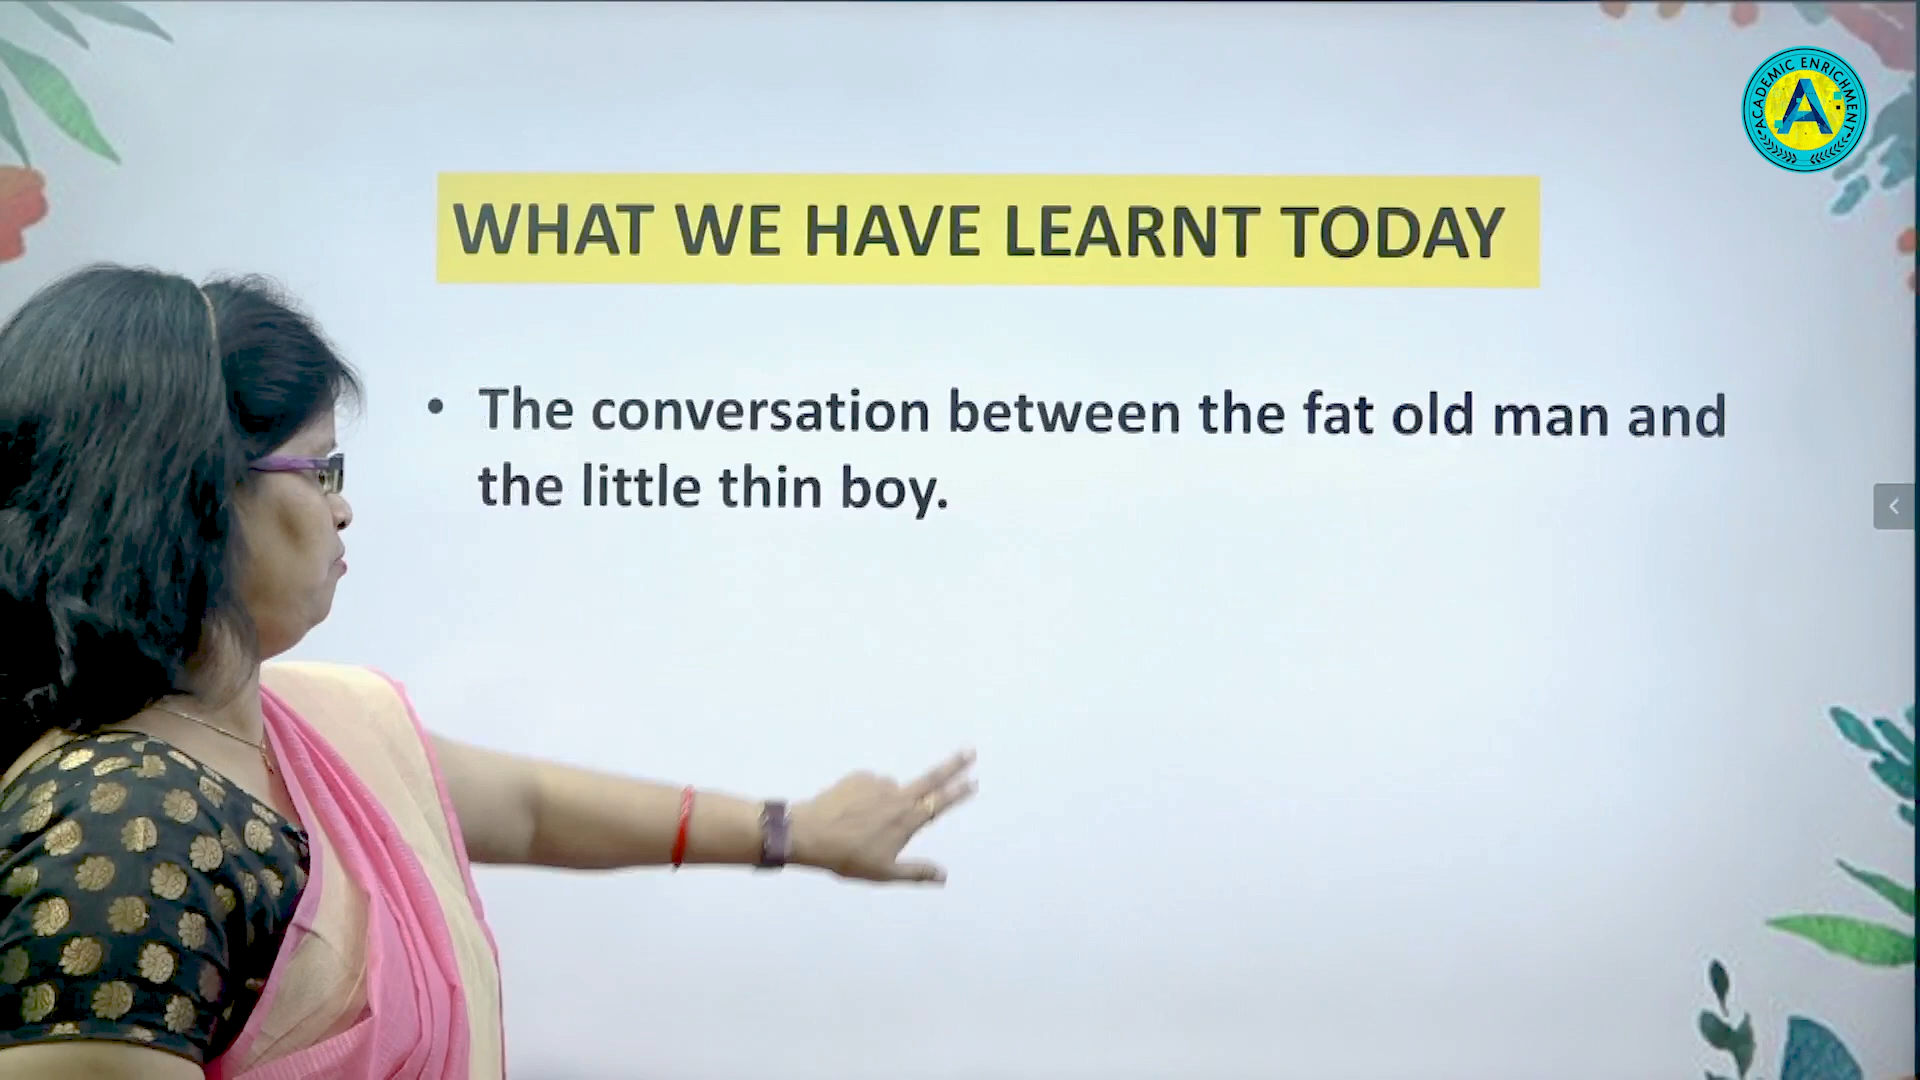 WHAT WE HAVE LEARNT TODAY
• The conversation between the fat old man and
the little thin boy.
ACADEMIC ENRICHMENT
A